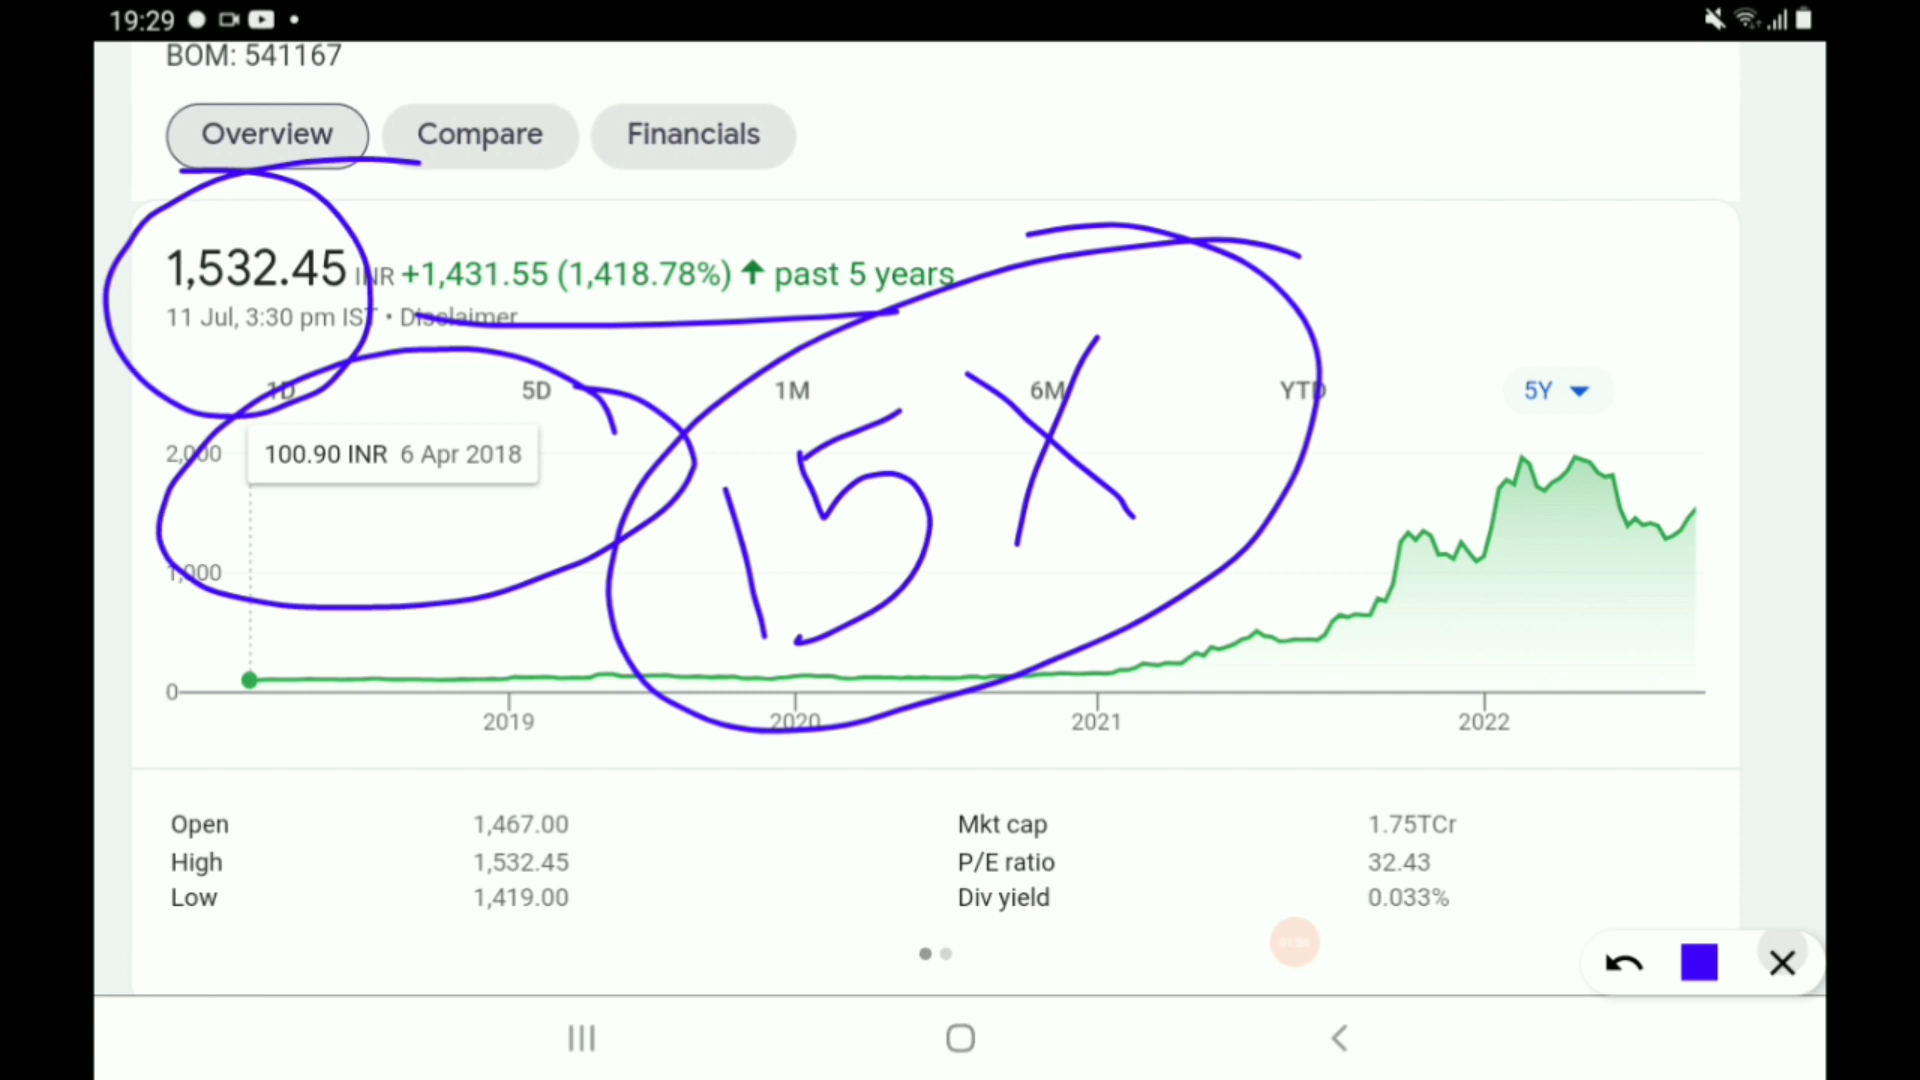 19:29
BOM: 541167
Overview Compare Financials
1,532.45 INR +1,431.55 (1,418.78%) ↑ past 5 years
11 Jul, 3:30 pm IST • Disclaimer
1D 5D 1M 6M YTD 5Y
2,000
100.90 INR 6 Apr 2018
15X
1,000
0
2019 2020 2021 2022
Open 1,467.00 Mkt cap 1.75TCr
High 1,532.45 P/E ratio 32.43
Low 1,419.00 Div yield 0.033%